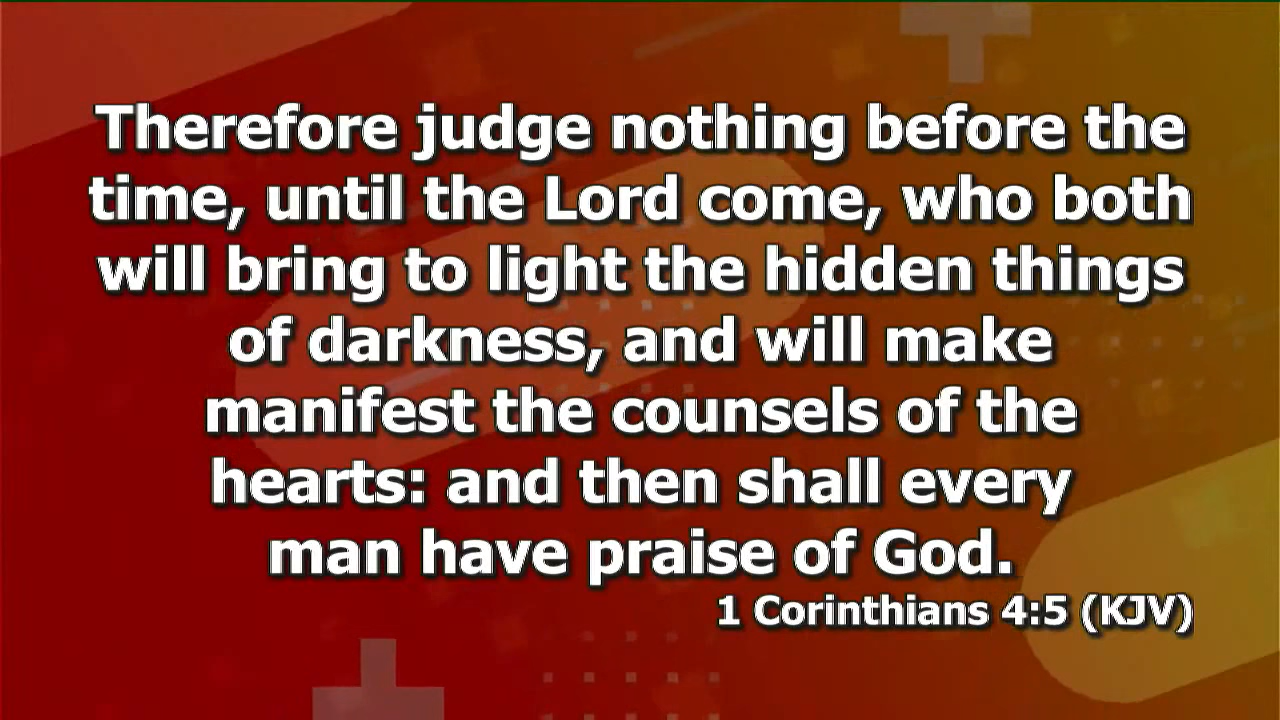 Therefore judge nothing before the
time, until the Lord come, who both
will bring to light the hidden things
of darkness, and will make
manifest the counsels of the
hearts: and then shall every
man have praise of God.
1 Corinthians 4:5 (KJV)